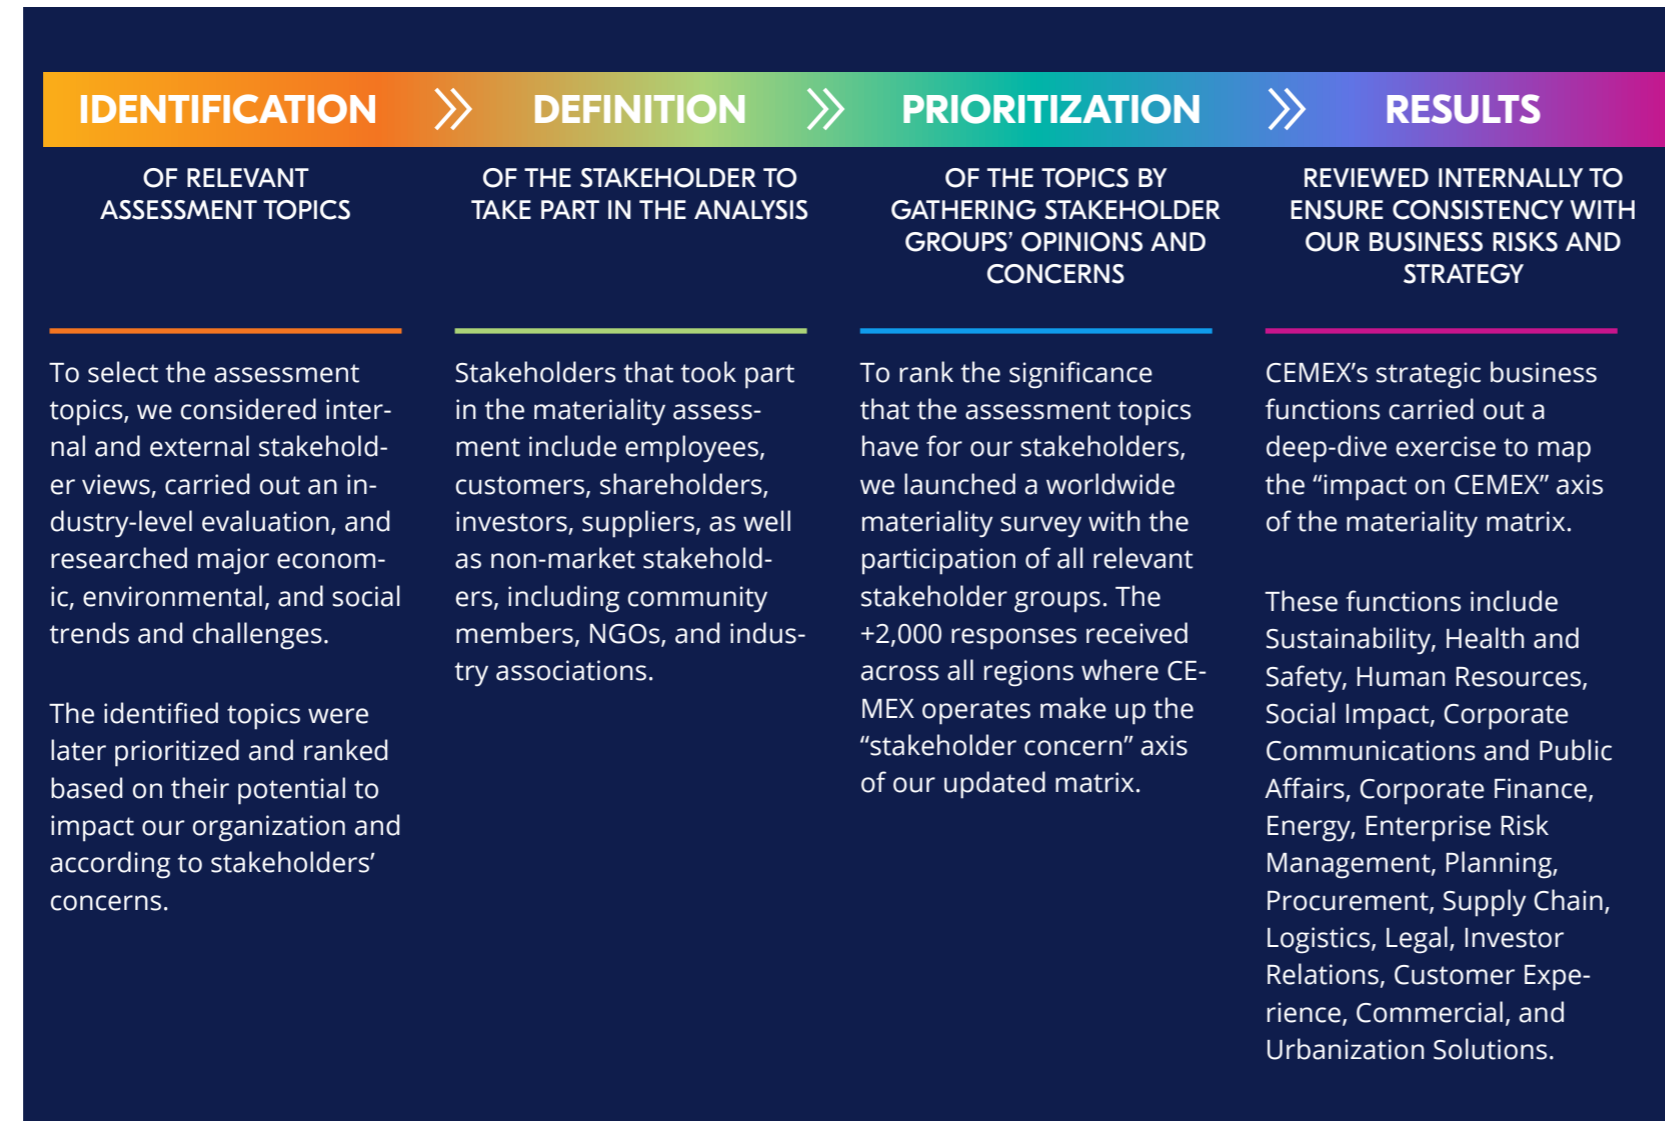 IDENTIFICATION
OF RELEVANT
ASSESSMENT TOPICS
To select the assessment
topics, we considered inter-
nal and external stakehold-
er views, carried out an in-
dustry-level evaluation, and
researched major econom-
ic, environmental, and social
trends and challenges.
The identified topics were
later prioritized and ranked
based on their potential to
impact our organization and
according to stakeholders’
concerns.
DEFINITION
OF THE STAKEHOLDER TO
TAKE PART IN THE ANALYSIS
Stakeholders that took part
in the materiality assess-
ment include employees,
customers, shareholders,
investors, suppliers, as well
as non-market stakehold-
ers, including community
members, NGOs, and indus-
try associations.
PRIORITIZATION
OF THE TOPICS BY
GATHERING STAKEHOLDER
GROUPS’ OPINIONS AND
CONCERNS
To rank the significance
that the assessment topics
have for our stakeholders,
we launched a worldwide
materiality survey with the
participation of all relevant
stakeholder groups. The
+2,000 responses received
across all regions where CE-
MEX operates make up the
“stakeholder concern” axis
of our updated matrix.
RESULTS
REVIEWED INTERNALLY TO
ENSURE CONSISTENCY WITH
OUR BUSINESS RISKS AND
STRATEGY
CEMEX’s strategic business
functions carried out a
deep-dive exercise to map
the “impact on CEMEX” axis
of the materiality matrix.
These functions include
Sustainability, Health and
Safety, Human Resources,
Social Impact, Corporate
Communications and Public
Affairs, Corporate Finance,
Energy, Enterprise Risk
Management, Planning,
Procurement, Supply Chain,
Logistics, Legal, Investor
Relations, Customer Expe-
rience, Commercial, and
Urbanization Solutions.